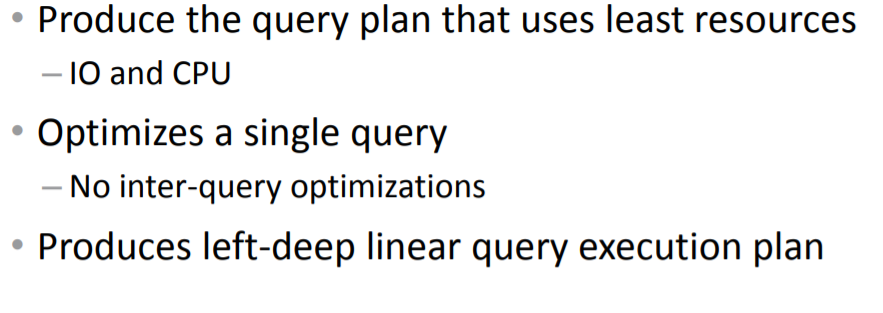 • Produce the query plan that uses least resources
– IO and CPU
• Optimizes a single query
– No inter-query optimizations
• Produces left-deep linear query execution plan